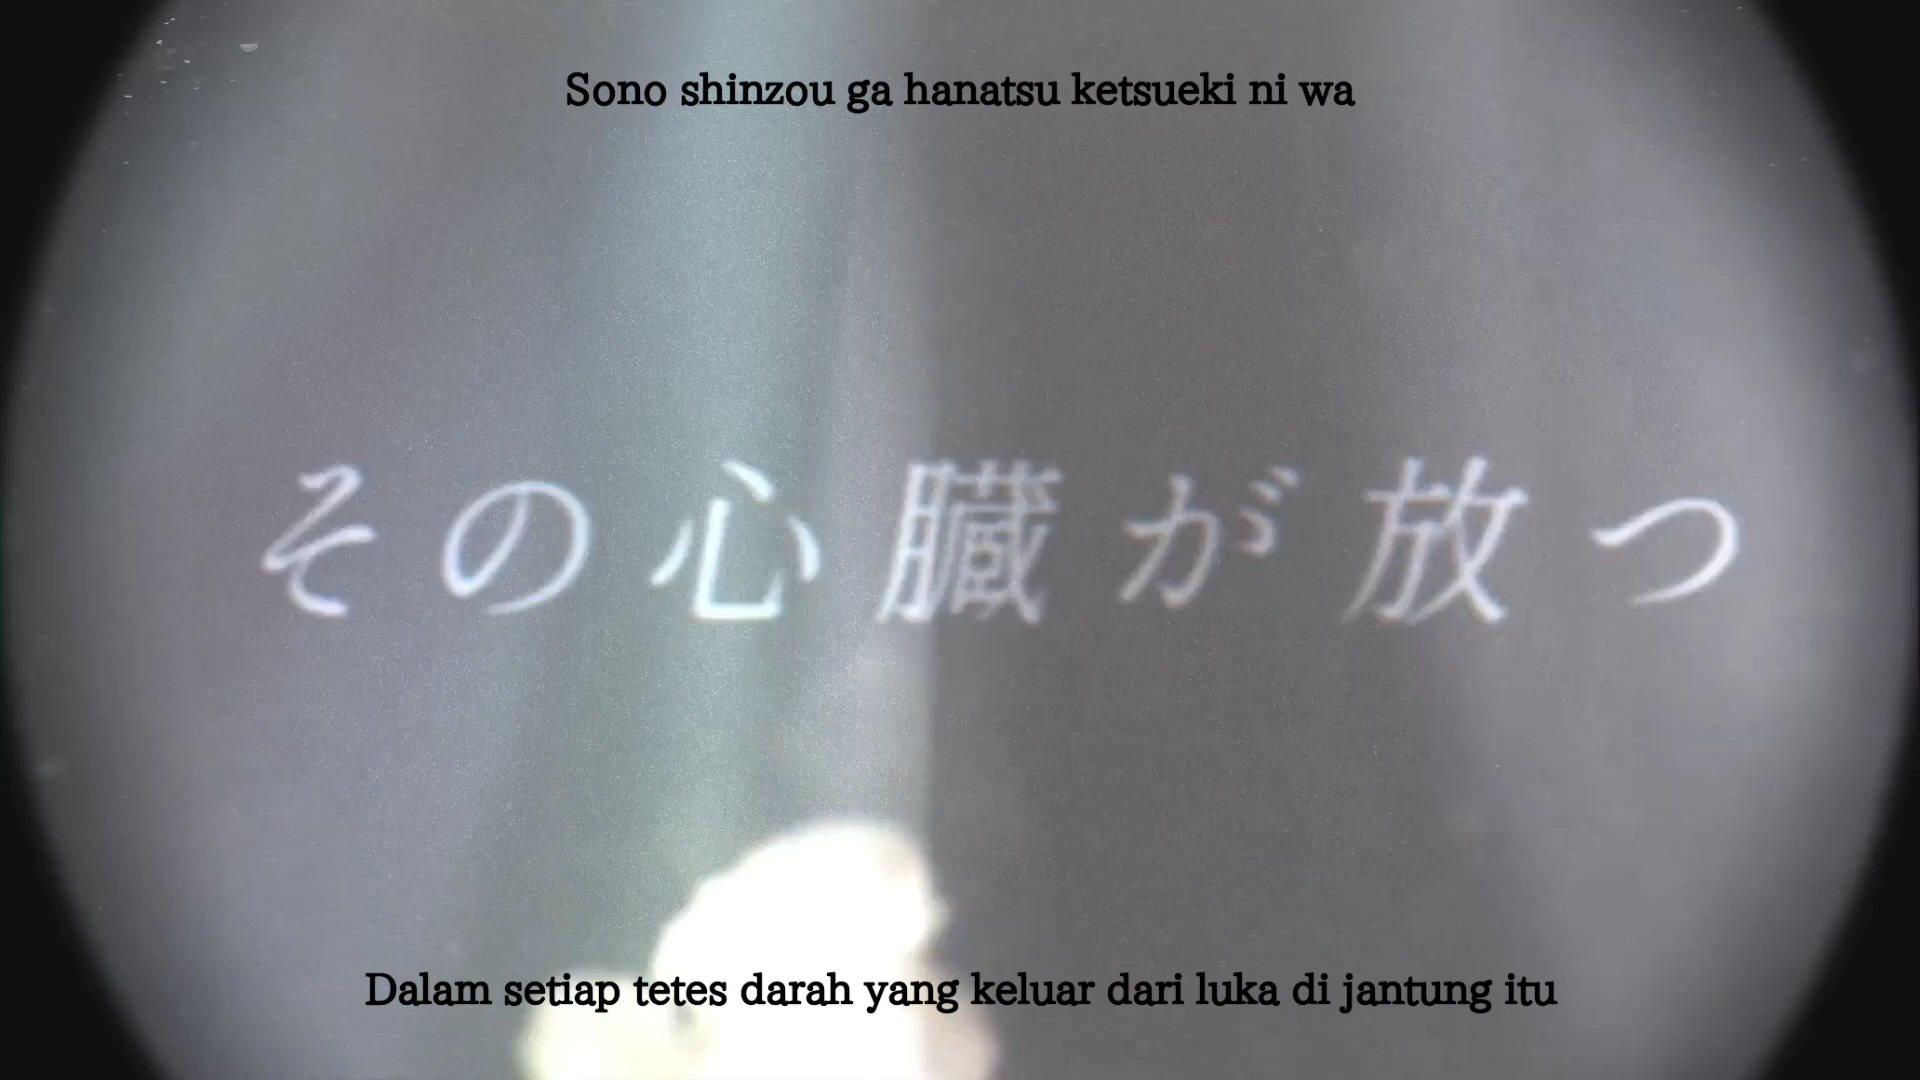 Sono shinzou ga hanatsu ketsueki ni wa
その心臓が放つ
Dalam setiap tetes darah yang keluar dari luka di jantung itu